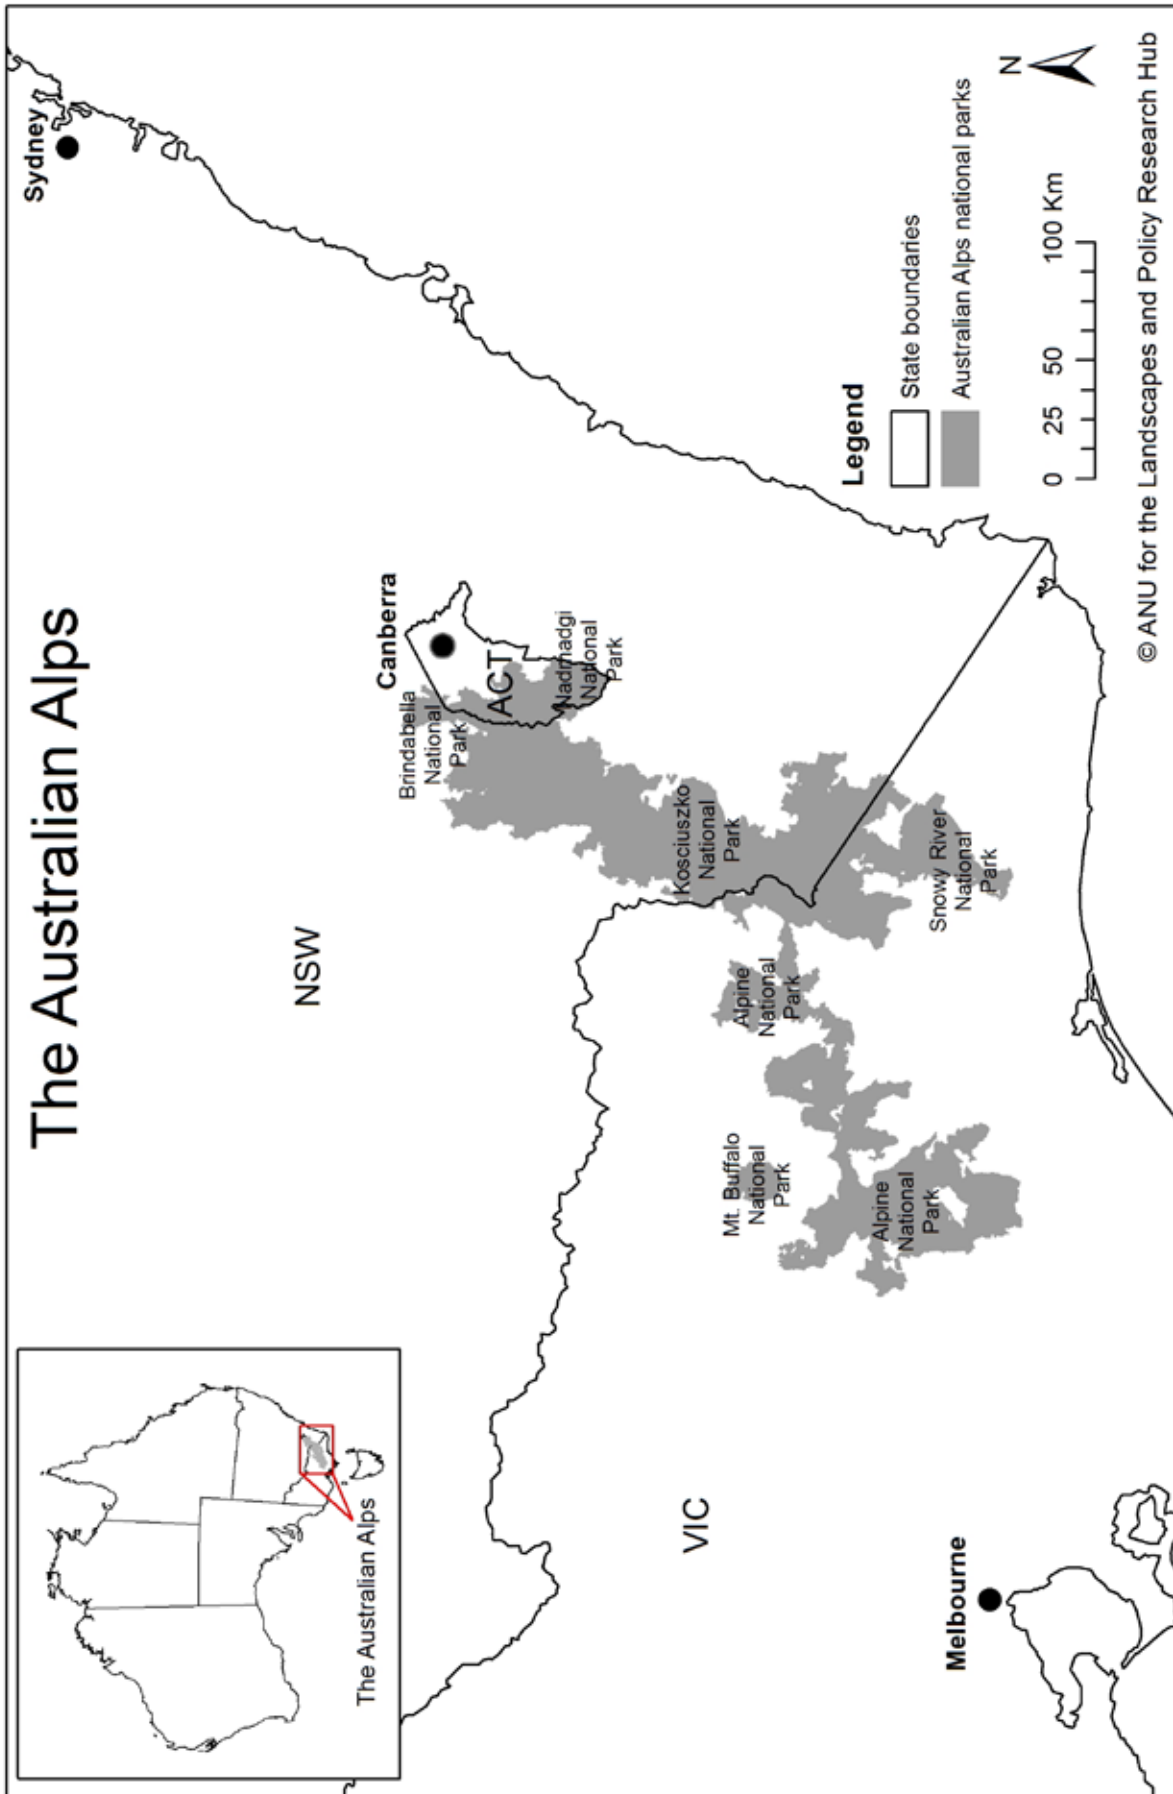 The Australian Alps
Sydney
Canberra
Brindabella
National
Park
ACT
Nadmadgi
National
Park
NSW
Kosciuszko
National
Park
Snowy River
National
Park
Alpine
National
Park
Mt. Buffalo
National
Park
Alpine
National
Park
The Australian Alps
VIC
Melbourne
Legend
State boundaries
Australian Alps national parks
0 25 50 100 Km
N
© ANU for the Landscapes and Policy Research Hub